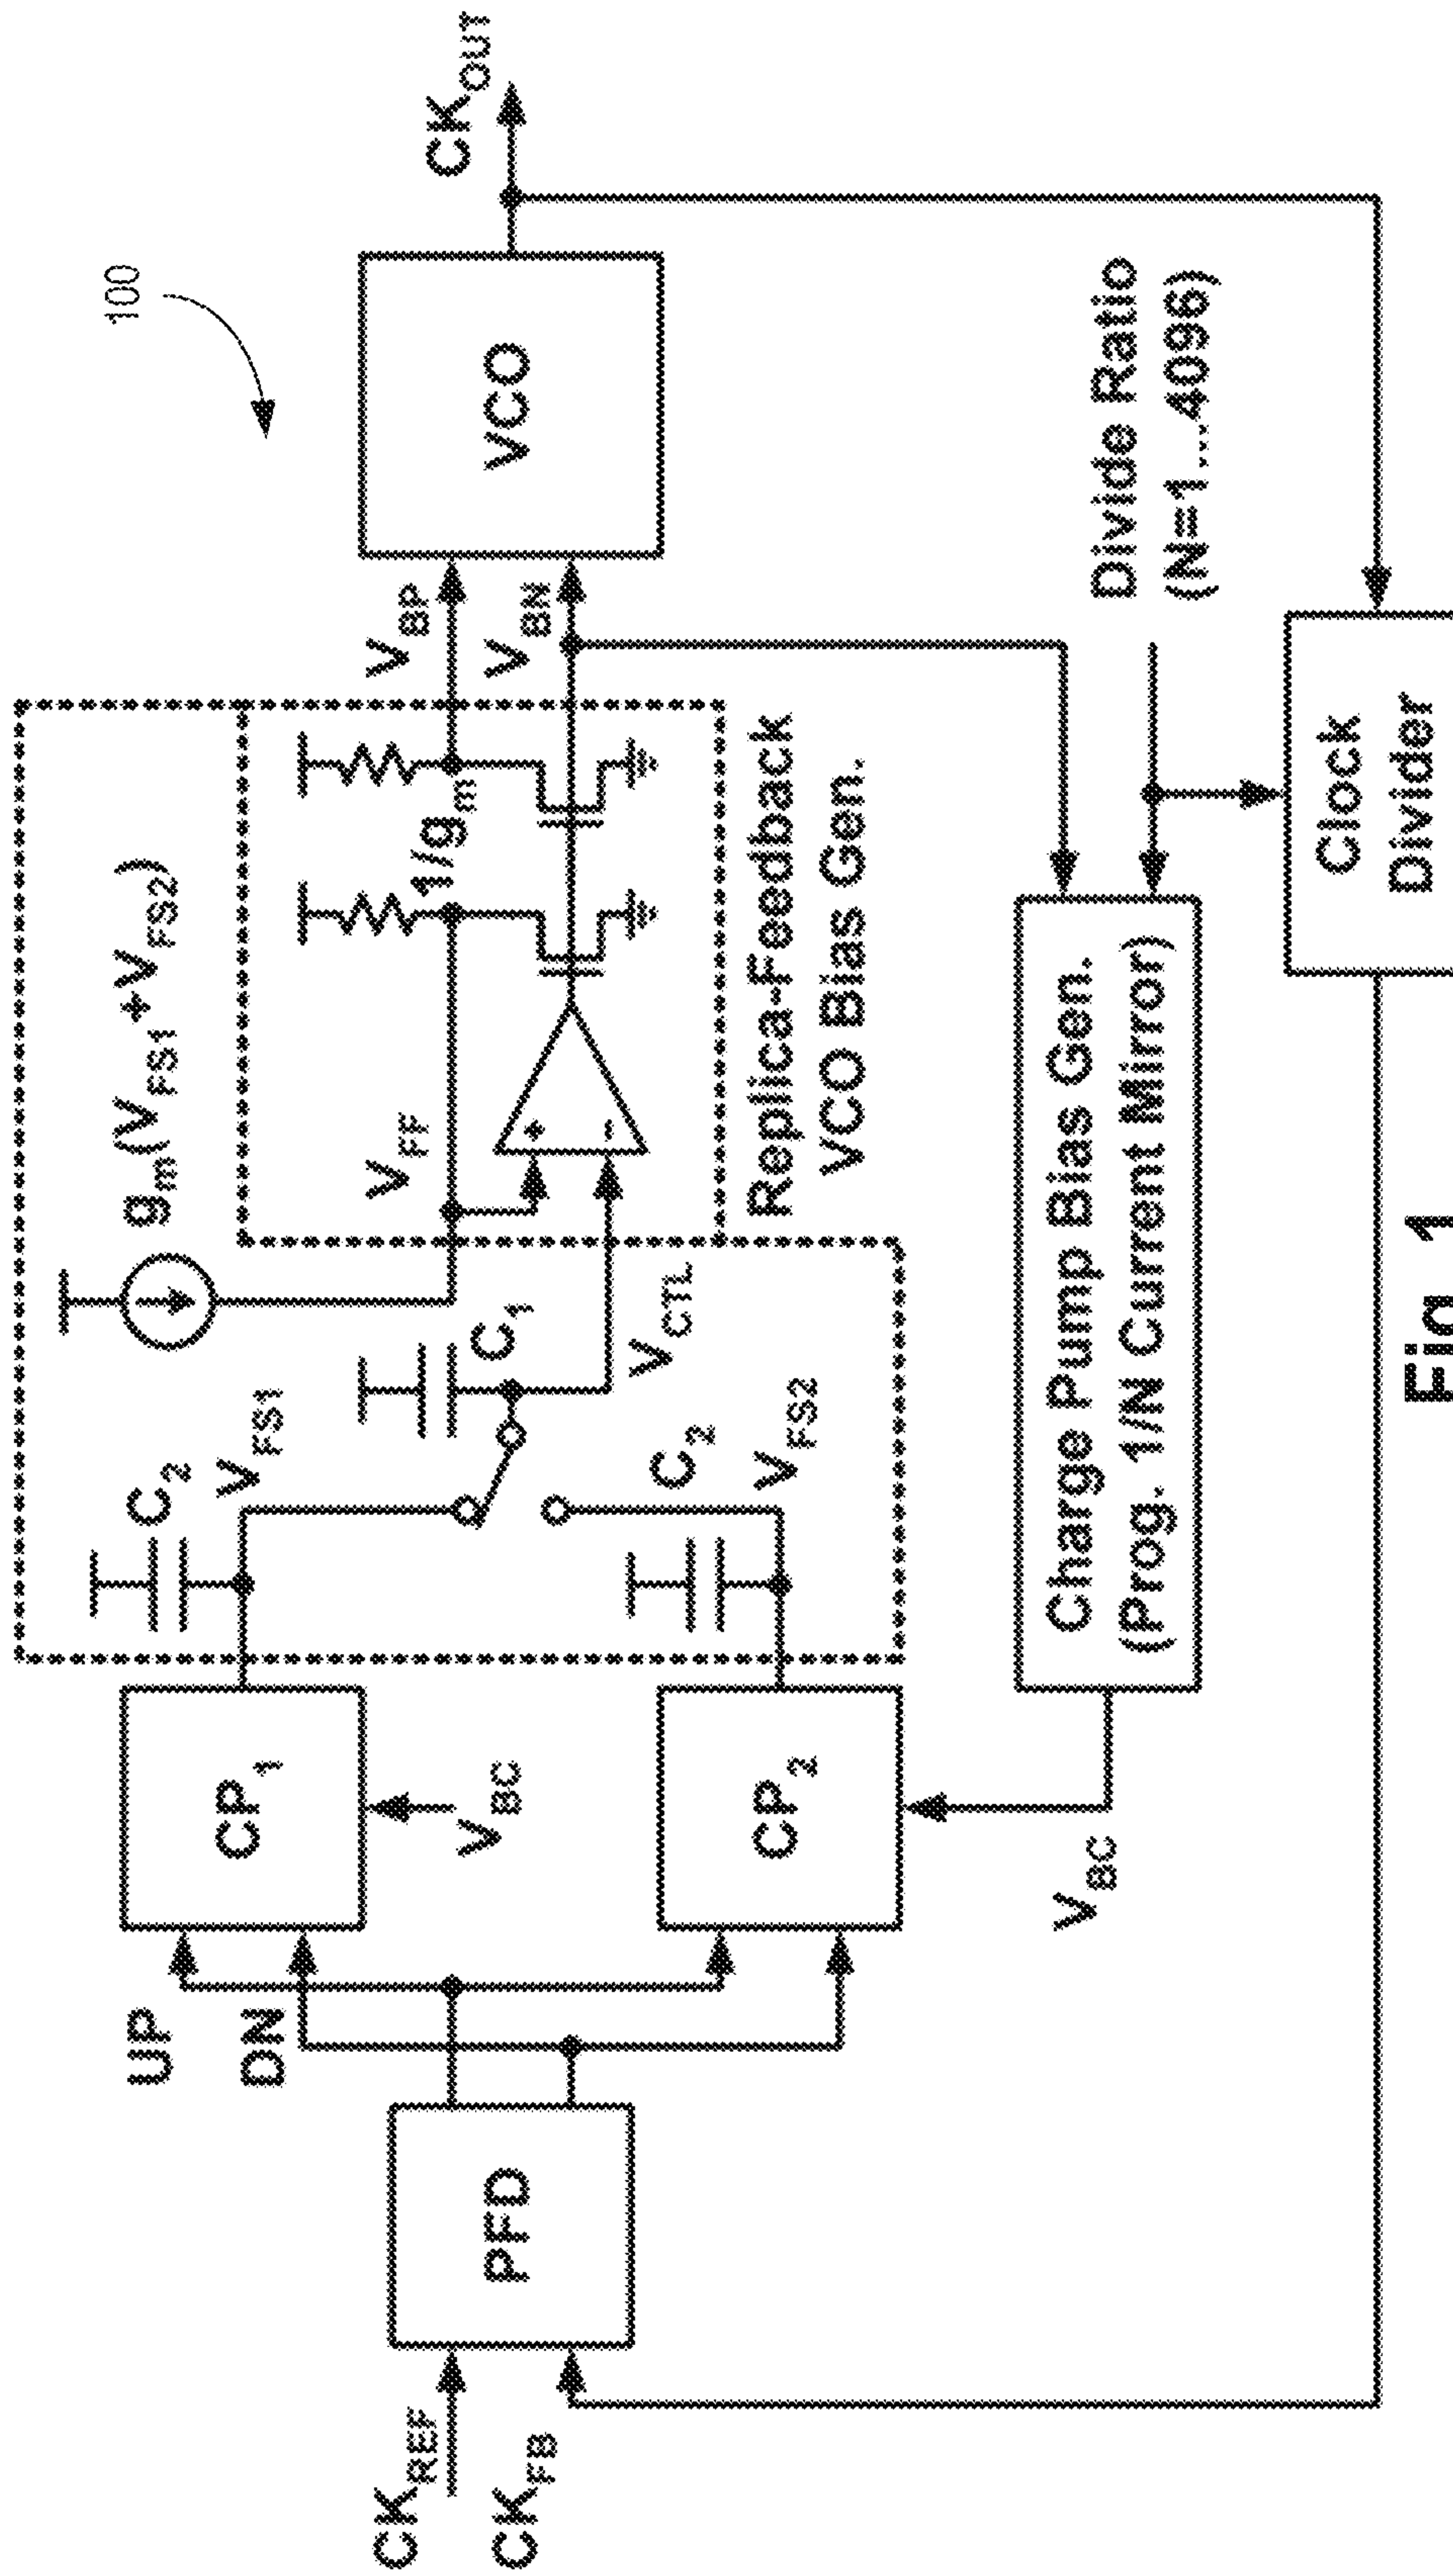 100
g_m(V_FS1+V_FS2)
UP
DN
CP_1
C_2
V_FS1
V_BC
CK_REF
CK_FB
PFD
C_1
V_CTL
V_FF
+
-
1/g_m
V_BP
V_BN
VCO
CK_OUT
CP_2
C_2
V_FS2
V_BC
Replica-Feedback
VCO Bias Gen.
Charge Pump Bias Gen.
(Prog. 1/N Current Mirror)
Divide Ratio
(N=1...4096)
Clock
Divider
Fig 1